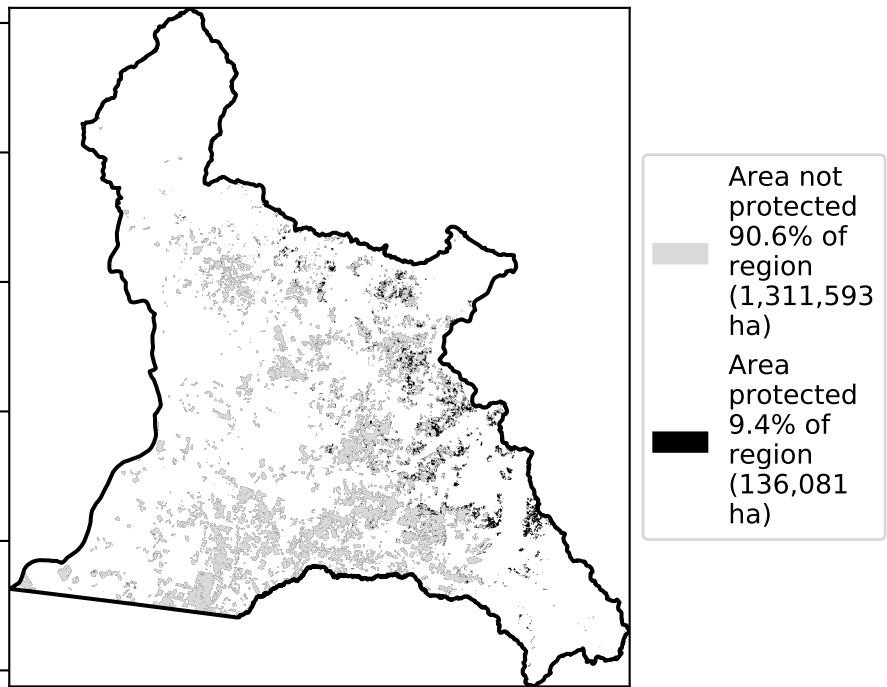 Area not
protected
90.6% of
region
(1,311,593
ha)
Area
protected
9.4% of
region
(136,081
ha)